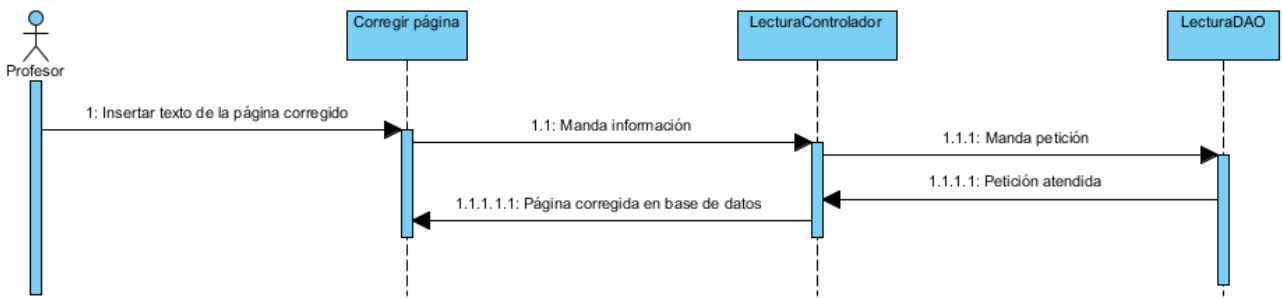 Profesor
Corregir página
LecturaControlador
LecturaDAO
1: Insertar texto de la página corregido
1.1: Manda información
1.1.1: Manda petición
1.1.1.1: Petición atendida
1.1.1.1.1: Página corregida en base de datos